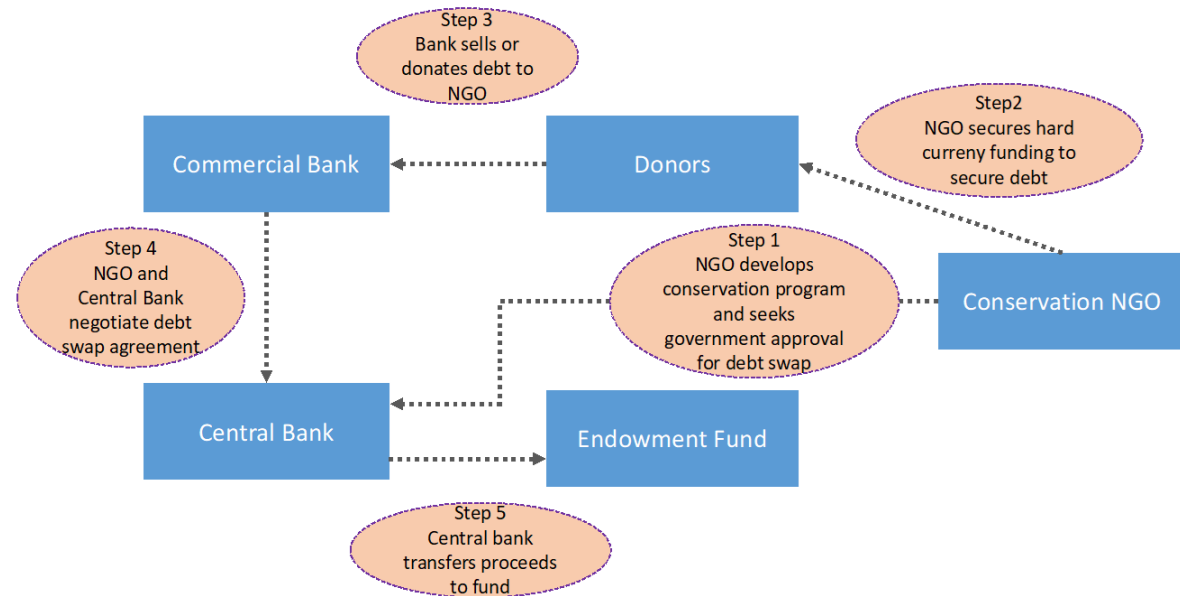 Step 3
Bank sells or
donates debt to
NGO
Step2
NGO secures hard
curreny funding to
secure debt
Commercial Bank
Donors
Step 4
NGO and
Central Bank
negotiate debt
swap agreement
Step 1
NGO develops
conservation program
and seeks
government approval
for debt swap
Conservation NGO
Central Bank
Endowment Fund
Step 5
Central bank
transfers proceeds
to fund